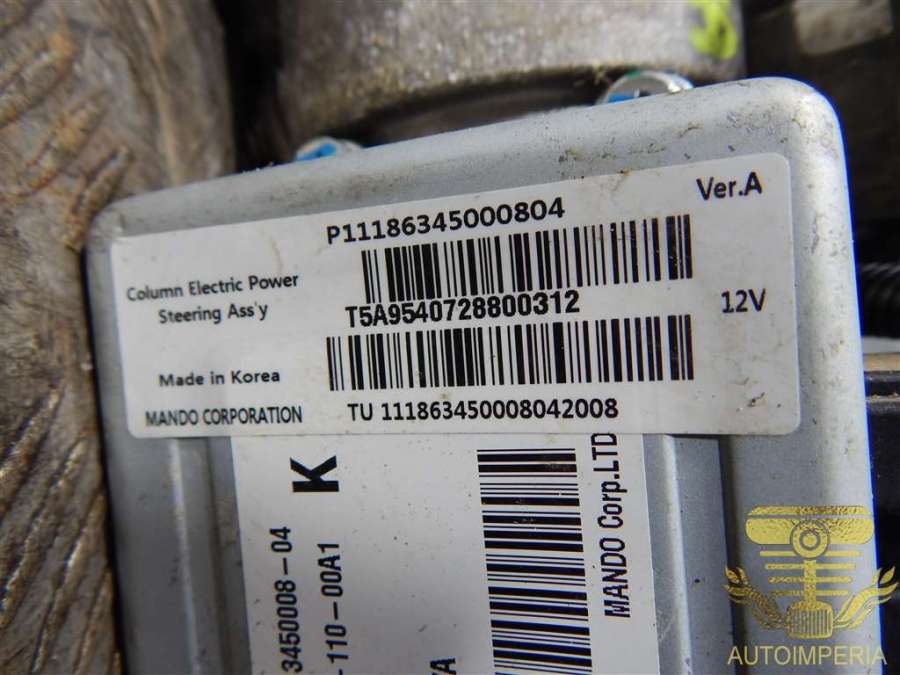 P11186345000804
Ver.A
Column Electric Power
Steering Ass'y
T5A9540728800312
12V
Made in Korea
MANDO CORPORATION
TU 111863450008042008
K
3450008-04
-110-00A1
MANDO Corp.LTD
AUTOIMPERIA